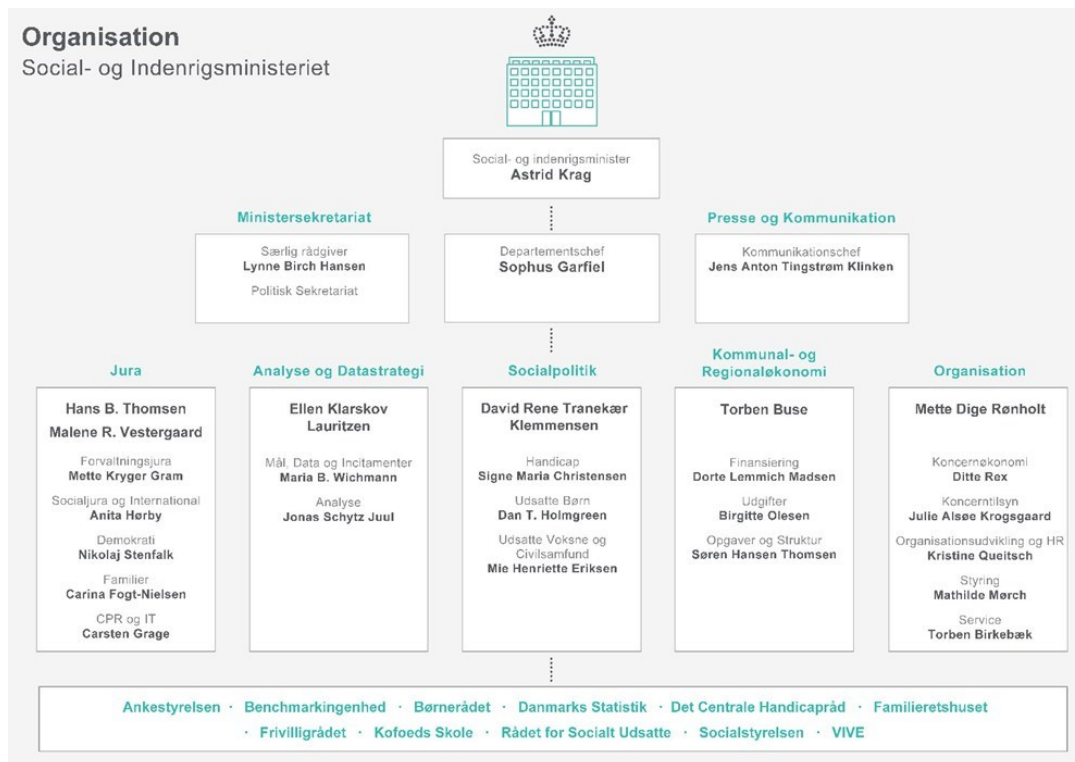 Organisation
Social- og Indenrigsministeriet
Social- og indenrigsminister
Astrid Krag
Ministersekretariat
Særlig rådgiver
Lynne Birch Hansen
Politisk Sekretariat
Departementschef
Sophus Garfiel
Presse og Kommunikation
Kommunikationschef
Jens Anton Tingstrøm Klinken
Jura
Hans B. Thomsen
Malene R. Vestergaard
Forvaltningsjura
Mette Kryger Gram
Socialjura og International
Anita Hørby
Demokrati
Nikolaj Stenfalk
Familier
Carina Fogt-Nielsen
CPR og IT
Carsten Grage
Analyse og Datastrategi
Ellen Klarskov
Lauritzen
Mål, Data og Incitamenter
Maria B. Wichmann
Analyse
Jonas Schytz Juul
Socialpolitik
David Rene Tranekær
Klemmensen
Handicap
Signe Maria Christensen
Udsatte Børn
Dan T. Holmgreen
Udsatte Voksne og
Civilsamfund
Mie Henriette Eriksen
Kommunal- og
Regionaløkonomi
Torben Buse
Finansiering
Dorte Lemmich Madsen
Udgifter
Birgitte Olesen
Opgaver og Struktur
Søren Hansen Thomsen
Organisation
Mette Dige Rønholt
Koncernøkonomi
Ditte Rex
Koncerntilsyn
Julie Alsøe Krogsgaard
Organisationsudvikling og HR
Kristine Queitsch
Styring
Mathilde Mørch
Service
Torben Birkebæk
Ankestyrelsen · Benchmarkingenhed · Børnerådet · Danmarks Statistik · Det Centrale Handicapråd · Familieretshuset
· Frivilligrådet · Kofoeds Skole · Rådet for Socialt Udsatte · Socialstyrelsen · VIVE